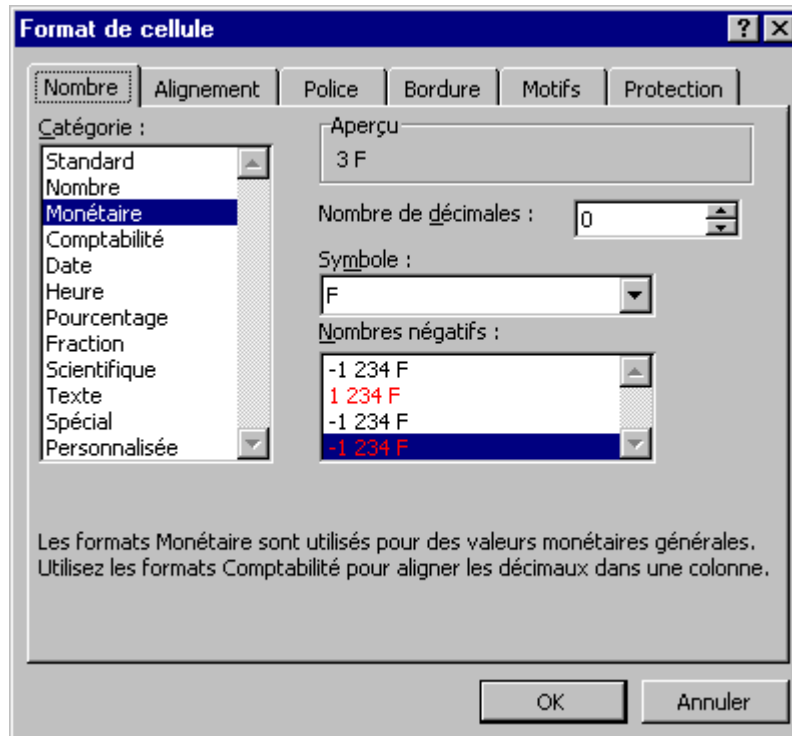 Format de cellule
Nombre Alignement Police Bordure Motifs Protection
Catégorie :
Standard
Nombre
Monétaire
Comptabilité
Date
Heure
Pourcentage
Fraction
Scientifique
Texte
Spécial
Personnalisée
Aperçu
3 F
Nombre de décimales : 0
Symbole :
F
Nombres négatifs :
-1 234 F
1 234 F
-1 234 F
-1 234 F
Les formats Monétaire sont utilisés pour des valeurs monétaires générales.
Utilisez les formats Comptabilité pour aligner les décimaux dans une colonne.
OK Annuler